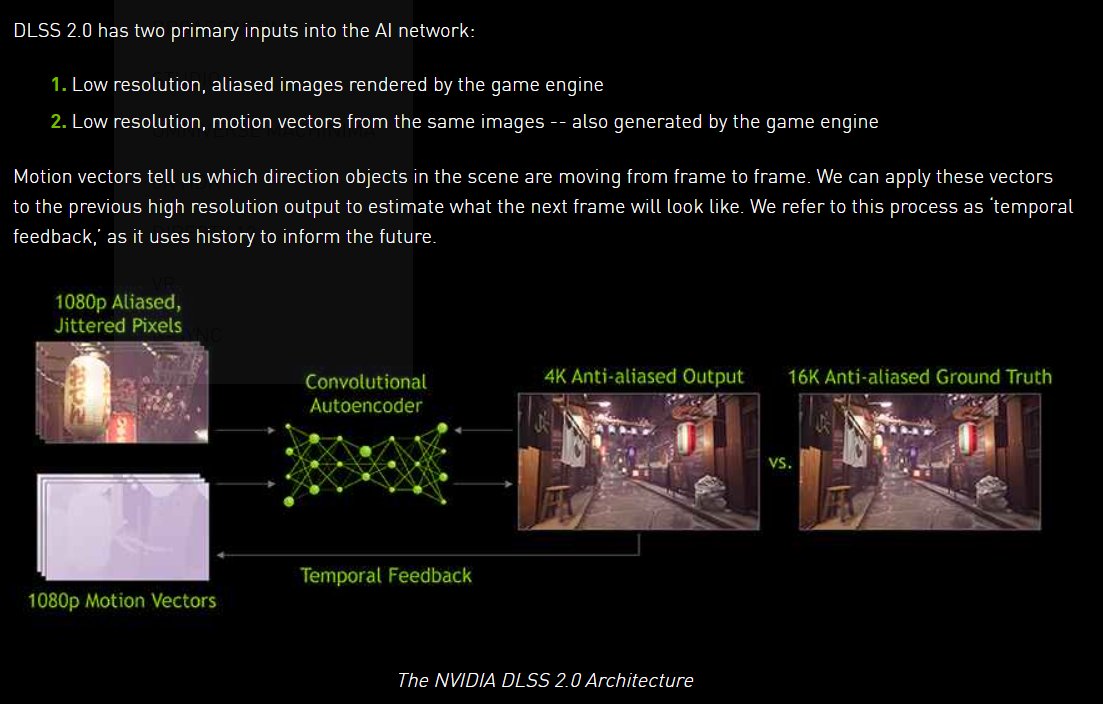 DLSS 2.0 has two primary inputs into the AI network:
1. Low resolution, aliased images rendered by the game engine
2. Low resolution, motion vectors from the same images -- also generated by the game engine
Motion vectors tell us which direction objects in the scene are moving from frame to frame. We can apply these vectors
to the previous high resolution output to estimate what the next frame will look like. We refer to this process as ‘temporal
feedback,’ as it uses history to inform the future.
1080p Aliased,
Jittered Pixels
Convolutional
Autoencoder
4K Anti-aliased Output
16K Anti-aliased Ground Truth
vs.
Temporal Feedback
1080p Motion Vectors
The NVIDIA DLSS 2.0 Architecture